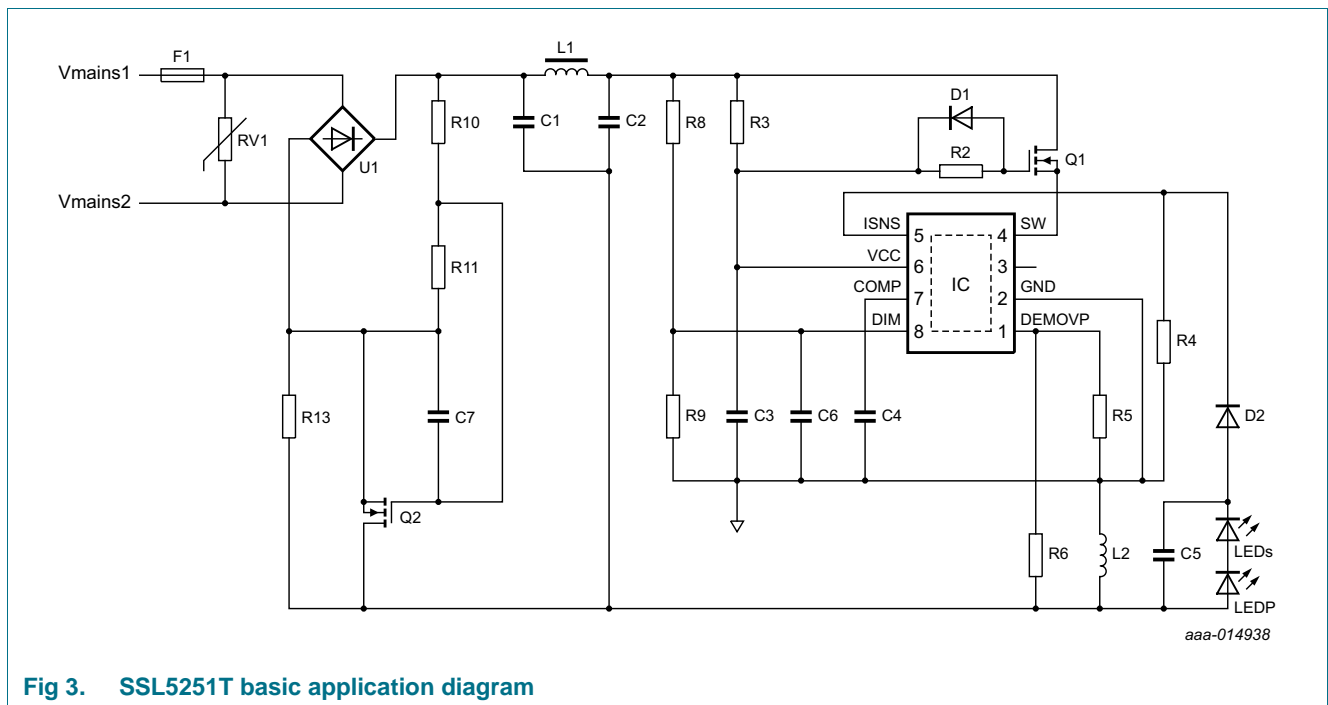 F1
L1
Vmains1
D1
R10
C1
C2
R8
R3
RV1
U1
R2
Q1
Vmains2
ISNS
5
4
SW
VCC
6
IC
3
R11
COMP
7
2
GND
DIM
8
1
DEMOVP
R4
R13
C7
R9
C3
C6
C4
R5
D2
Q2
R6
L2
C5
LEDs
LEDP
aaa-014938
Fig 3. SSL5251T basic application diagram